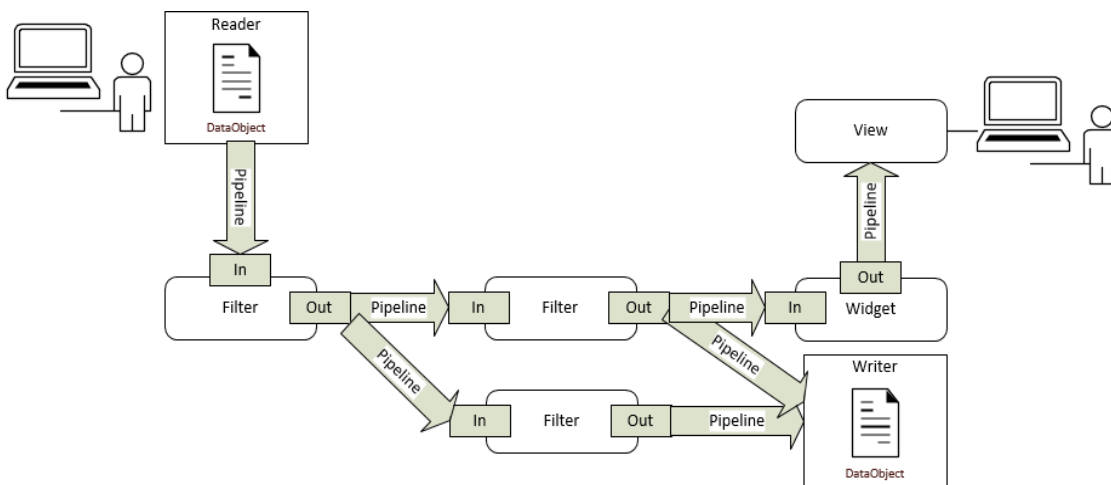 Reader
DataObject
Pipeline
View
Pipeline
In
Out
Filter
Out
Pipeline
In
Filter
Out
Pipeline
In
Widget
Pipeline
Pipeline
Writer
In
Filter
Out
Pipeline
DataObject